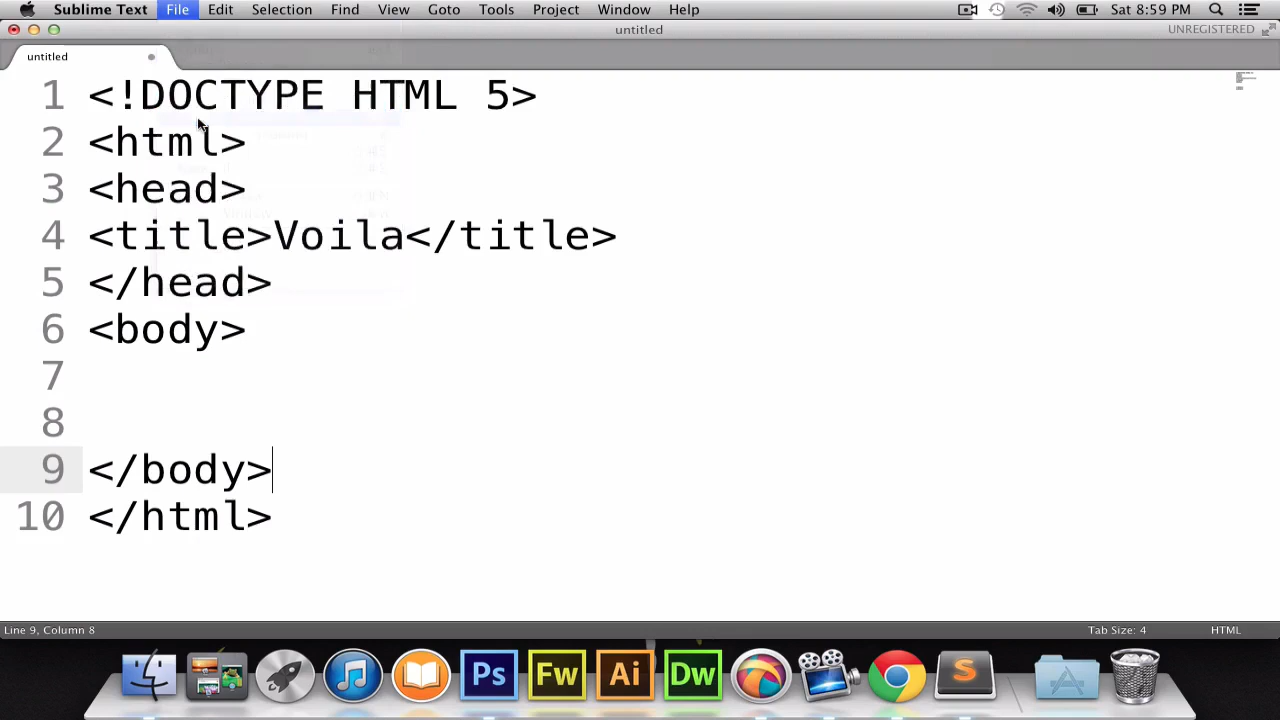 Sublime Text File Edit Selection Find View Goto Tools Project Window Help Sat 8:59 PM
untitled UNREGISTERED
untitled
1 <!DOCTYPE HTML 5>
2 <html>
3 <head>
4 <title>Voila</title>
5 </head>
6 <body>
7
8
9 </body>
10 </html>
Line 9, Column 8 Tab Size: 4 HTML
Ps Fw Ai Dw S